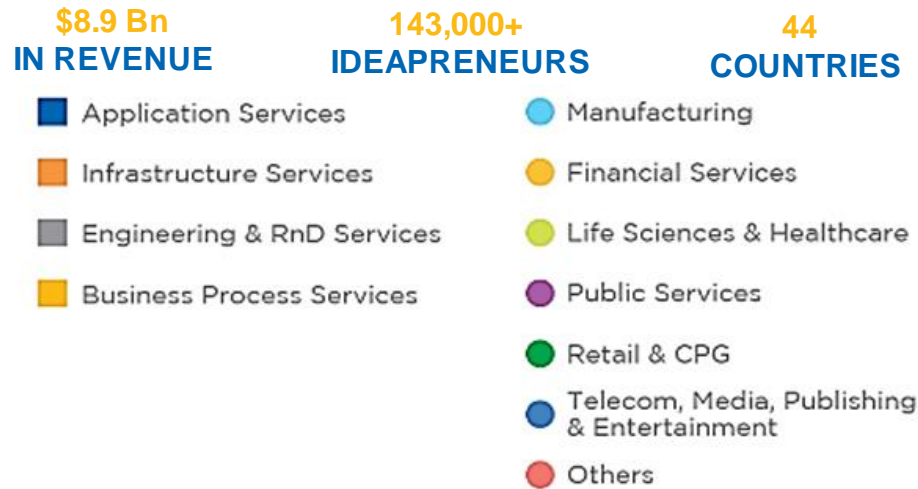 $8.9 Bn
IN REVENUE
143,000+
IDEAPRENEURS
44
COUNTRIES
Application Services
Infrastructure Services
Engineering & RnD Services
Business Process Services
Manufacturing
Financial Services
Life Sciences & Healthcare
Public Services
Retail & CPG
Telecom, Media, Publishing
& Entertainment
Others